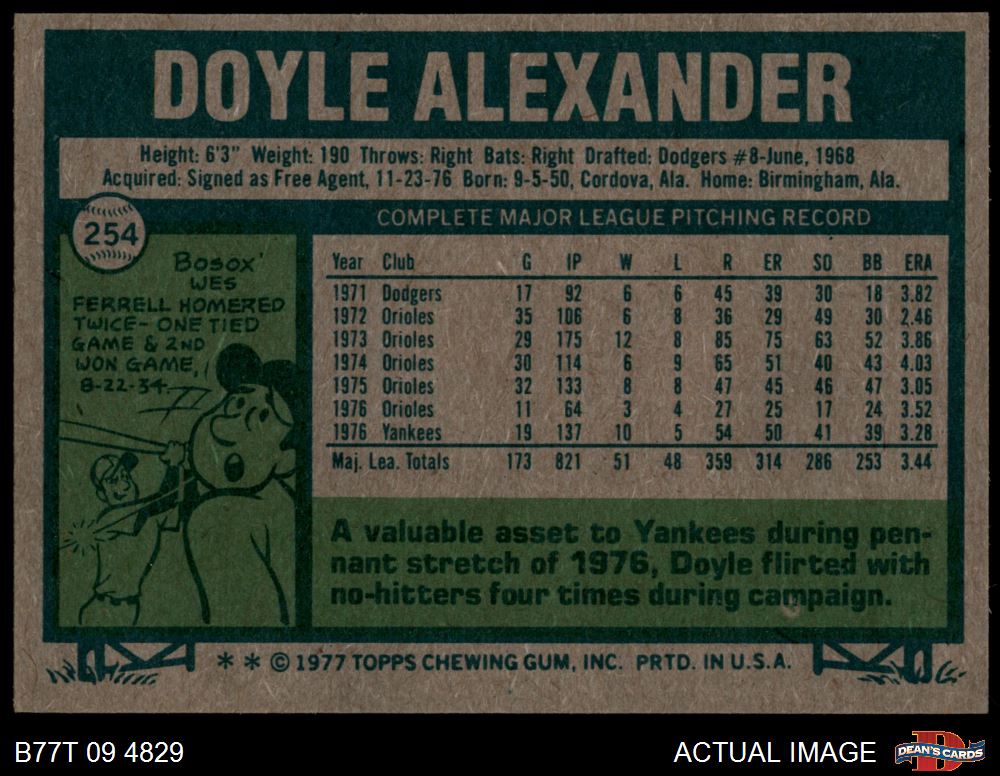 DOYLE ALEXANDER
Height: 6'3" Weight: 190 Throws: Right Bats: Right Drafted: Dodgers #8-June, 1968
Acquired: Signed as Free Agent, 11-23-76 Born: 9-5-50, Cordova, Ala. Home: Birmingham, Ala.
254
BOSOX'
WES
FERRELL HOMERED
TWICE- ONE TIED
GAME & 2ND
WON GAME,
8-22-34.
COMPLETE MAJOR LEAGUE PITCHING RECORD
Year Club G IP W L R ER SO BB ERA
1971 Dodgers 17 92 6 6 45 39 30 18 3.82
1972 Orioles 35 106 6 8 36 29 49 30 2.46
1973 Orioles 29 175 12 8 85 75 63 52 3.86
1974 Orioles 30 114 6 9 65 51 40 43 4.03
1975 Orioles 32 133 8 8 47 45 46 47 3.05
1976 Orioles 11 64 3 4 27 25 17 24 3.52
1976 Yankees 19 137 10 5 54 50 41 39 3.28
Maj. Lea. Totals 173 821 51 48 359 314 286 253 3.44
A valuable asset to Yankees during pen-
nant stretch of 1976, Doyle flirted with
no-hitters four times during campaign.
* * © 1977 TOPPS CHEWING GUM, INC. PRTD. IN U.S.A.
B77T 09 4829
ACTUAL IMAGE
DEAN'S CARDS